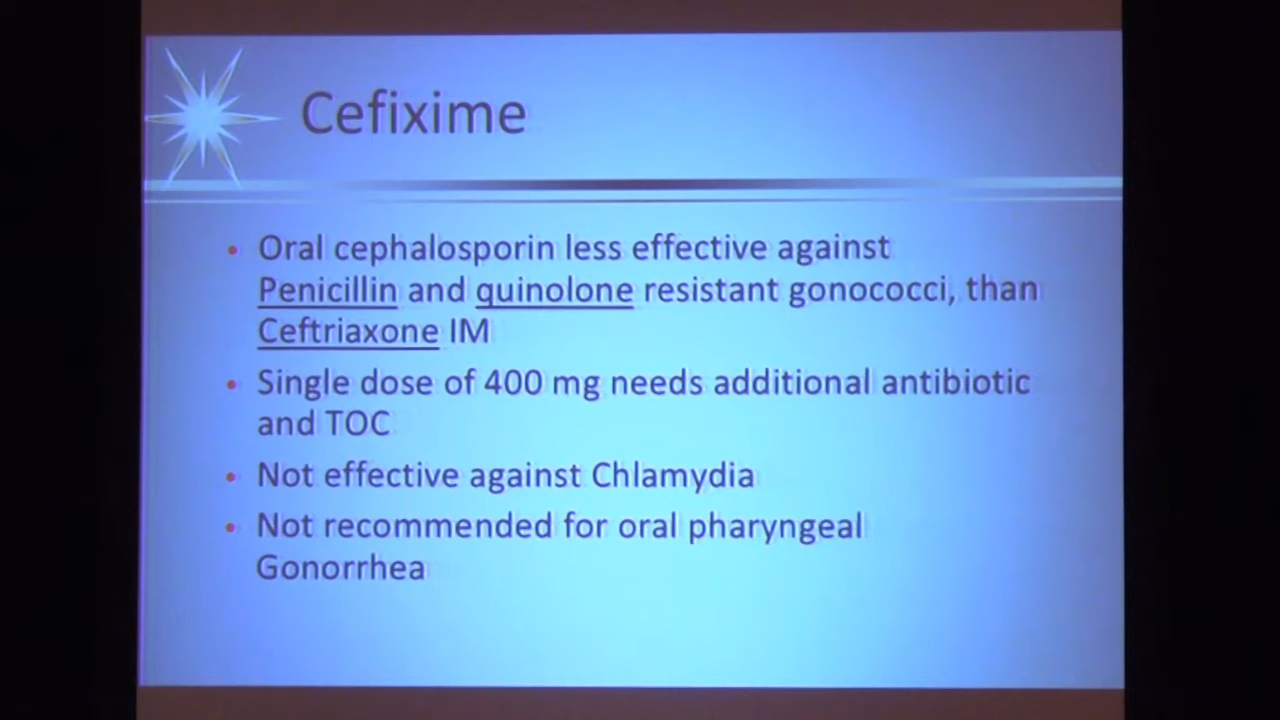 Cefixime
• Oral cephalosporin less effective against
Penicillin and quinolone resistant gonococci, than
Ceftriaxone IM
• Single dose of 400 mg needs additional antibiotic
and TOC
• Not effective against Chlamydia
• Not recommended for oral pharyngeal
Gonorrhea